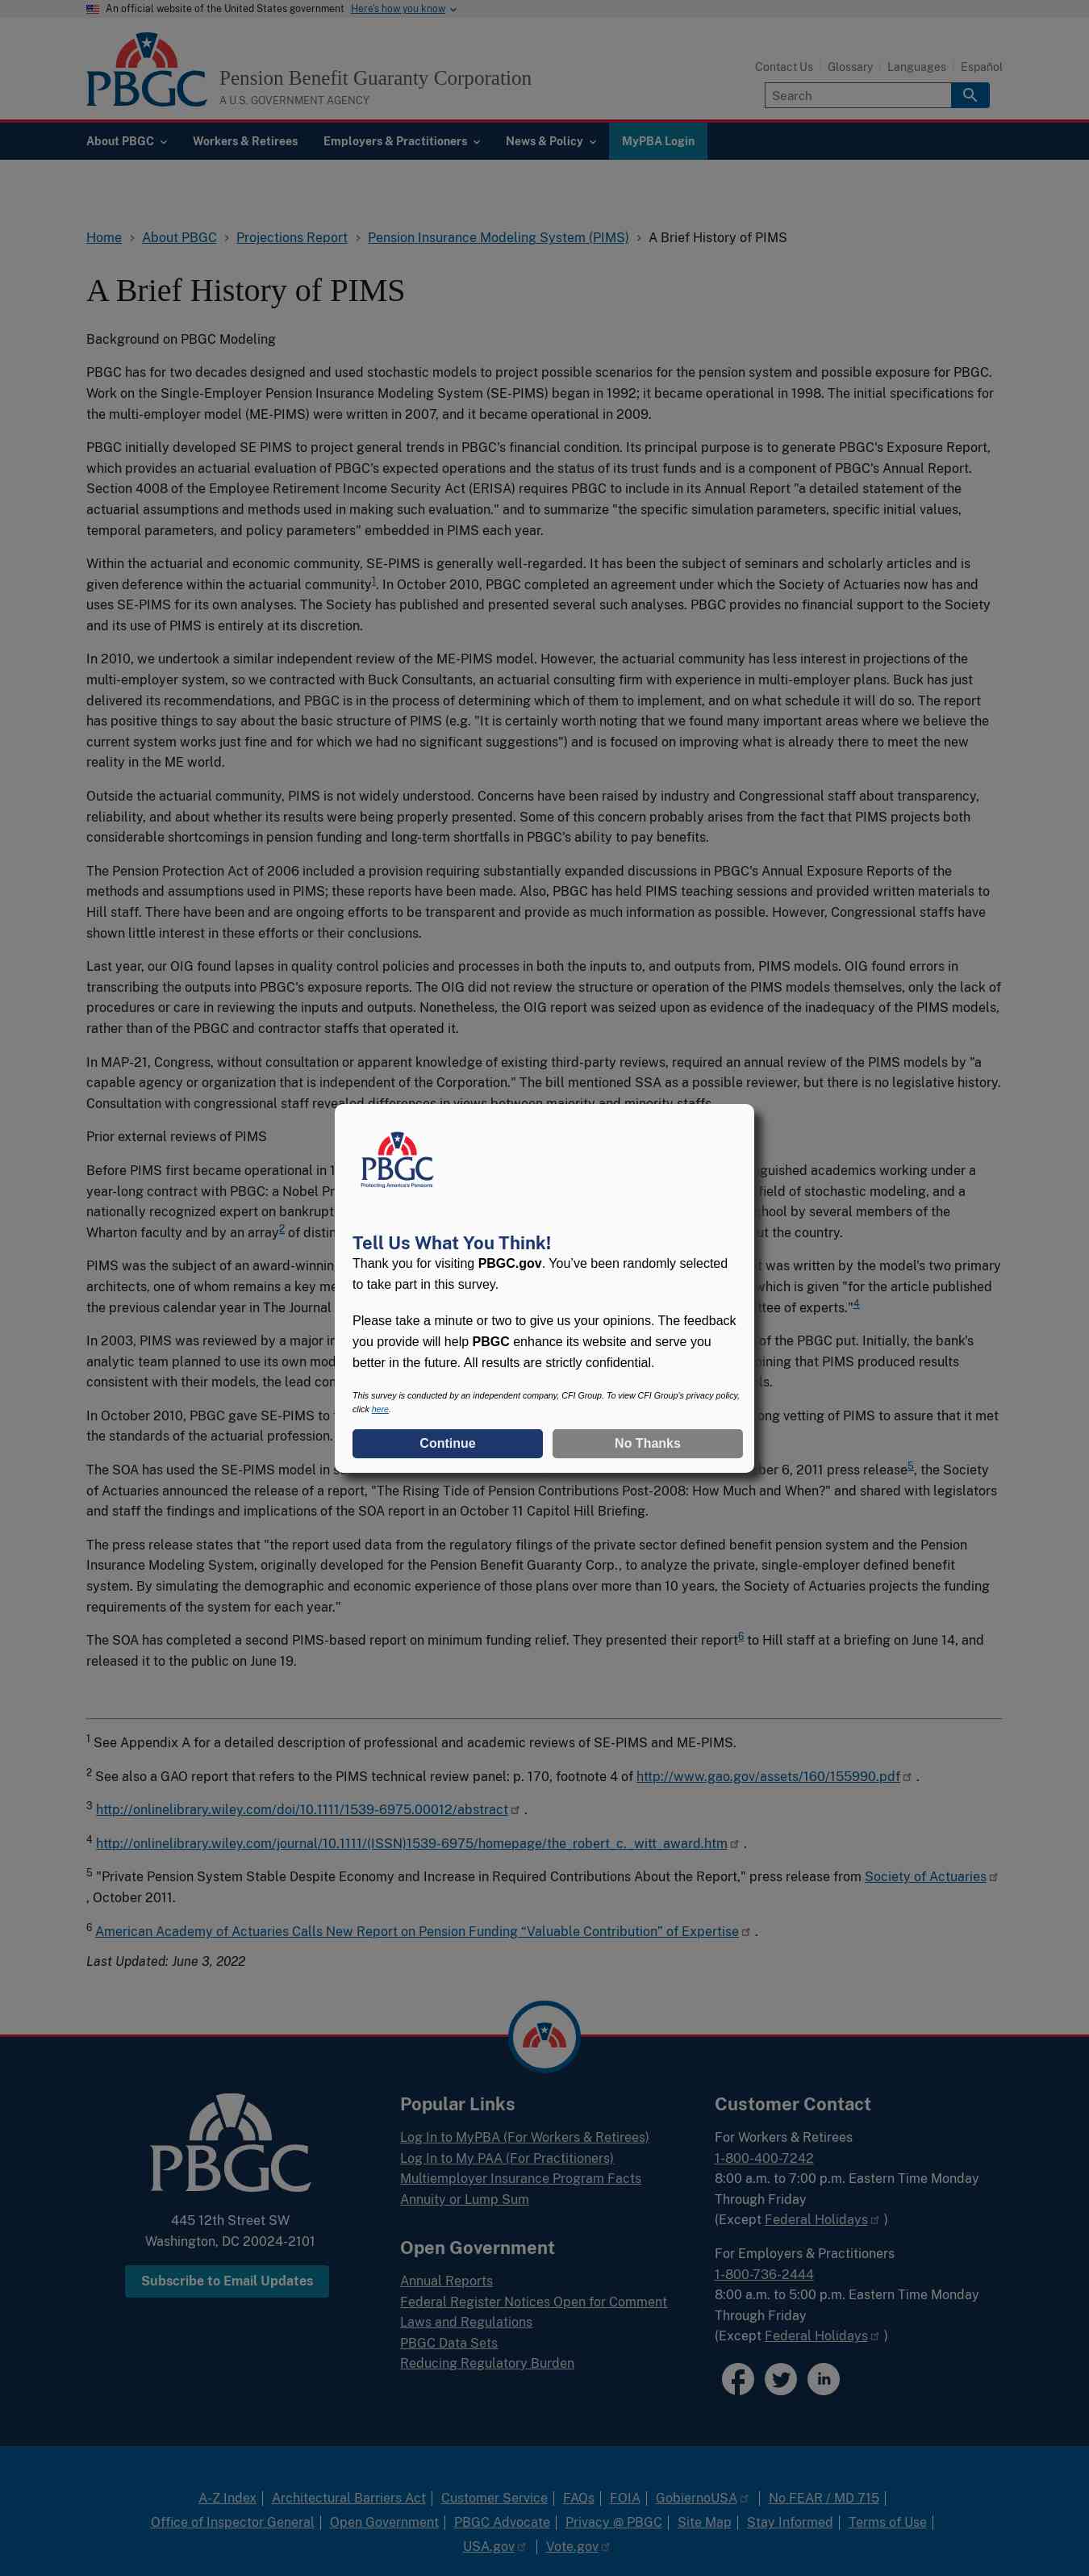 An official website of the United States government Here's how you know
PBGC
Pension Benefit Guaranty Corporation
A U.S. GOVERNMENT AGENCY
Contact Us Glossary Languages Español
Search
About PBGC Workers & Retirees Employers & Practitioners News & Policy MyPBA Login
Home > About PBGC > Projections Report > Pension Insurance Modeling System (PIMS) > A Brief History of PIMS
A Brief History of PIMS
Background on PBGC Modeling
PBGC has for two decades designed and used stochastic models to project possible scenarios for the pension system and possible exposure for PBGC.
Work on the Single-Employer Pension Insurance Modeling System (SE-PIMS) began in 1992; it became operational in 1998. The initial specifications for
the multi-employer model (ME-PIMS) were written in 2007, and it became operational in 2009.
PBGC initially developed SE PIMS to project general trends in PBGC's financial condition. Its principal purpose is to generate PBGC's Exposure Report,
which provides an actuarial evaluation of PBGC's expected operations and the status of its trust funds and is a component of PBGC's Annual Report.
Section 4008 of the Employee Retirement Income Security Act (ERISA) requires PBGC to include in its Annual Report "a detailed statement of the
actuarial assumptions and methods used in making such evaluation." and to summarize "the specific simulation parameters, specific initial values,
temporal parameters, and policy parameters" embedded in PIMS each year.
Within the actuarial and economic community, SE-PIMS is generally well-regarded. It has been the subject of seminars and scholarly articles and is
given deference within the actuarial community1. In October 2010, PBGC completed an agreement under which the Society of Actuaries now has and
uses SE-PIMS for its own analyses. The Society has published and presented several such analyses. PBGC provides no financial support to the Society
and its use of PIMS is entirely at its discretion.
In 2010, we undertook a similar independent review of the ME-PIMS model. However, the actuarial community has less interest in projections of the
multi-employer system, so we contracted with Buck Consultants, an actuarial consulting firm with experience in multi-employer plans. Buck has just
delivered its recommendations, and PBGC is in the process of determining which of them to implement, and on what schedule it will do so. The report
has positive things to say about the basic structure of PIMS (e.g. "It is certainly worth noting that we found many important areas where we believe the
current system works just fine and for which we had no significant suggestions") and is focused on improving what is already there to meet the new
reality in the ME world.
Outside the actuarial community, PIMS is not widely understood. Concerns have been raised by industry and Congressional staff about transparency,
reliability, and about whether its results were being properly presented. Some of this concern probably arises from the fact that PIMS projects both
considerable shortcomings in pension funding and long-term shortfalls in PBGC's ability to pay benefits.
The Pension Protection Act of 2006 included a provision requiring substantially expanded discussions in PBGC's Annual Exposure Reports of the
methods and assumptions used in PIMS; these reports have been made. Also, PBGC has held PIMS teaching sessions and provided written materials to
Hill staff. There have been and are ongoing efforts to be transparent and provide as much information as possible. However, Congressional staffs have
shown little interest in these efforts or their conclusions.
Last year, our OIG found lapses in quality control policies and processes in both the inputs to, and outputs from, PIMS models. OIG found errors in
transcribing the outputs into PBGC's exposure reports. The OIG did not review the structure or operation of the PIMS models themselves, only the lack of
procedures or care in reviewing the inputs and outputs. Nonetheless, the OIG report was seized upon as evidence of the inadequacy of the PIMS models,
rather than of the PBGC and contractor staffs that operated it.
In MAP-21, Congress, without consultation or apparent knowledge of existing third-party reviews, required an annual review of the PIMS models by "a
capable agency or organization that is independent of the Corporation." The bill mentioned SSA as a possible reviewer, but there is no legislative history.
Consultation with congressional staff revealed differences in views between majority and minority staffs.
Prior external reviews of PIMS
Before PIMS first became operational in 1 guished academics working under a
year-long contract with PBGC: a Nobel Pr field of stochastic modeling, and a
nationally recognized expert on bankrupt hool by several members of the
Wharton faculty and by an array2 of distin ut the country.
PIMS was the subject of an award-winnin t was written by the model's two primary
architects, one of whom remains a key me which is given "for the article published
the previous calendar year in The Journal ttee of experts."4
In 2003, PIMS was reviewed by a major in of the PBGC put. Initially, the bank's
analytic team planned to use its own mod ining that PIMS produced results
consistent with their models, the lead con ls.
In October 2010, PBGC gave SE-PIMS to ong vetting of PIMS to assure that it met
the standards of the actuarial profession.
The SOA has used the SE-PIMS model in s ber 6, 2011 press release5, the Society
of Actuaries announced the release of a report, "The Rising Tide of Pension Contributions Post-2008: How Much and When?" and shared with legislators
and staff the findings and implications of the SOA report in an October 11 Capitol Hill Briefing.
The press release states that "the report used data from the regulatory filings of the private sector defined benefit pension system and the Pension
Insurance Modeling System, originally developed for the Pension Benefit Guaranty Corp., to analyze the private, single-employer defined benefit
system. By simulating the demographic and economic experience of those plans over more than 10 years, the Society of Actuaries projects the funding
requirements of the system for each year."
The SOA has completed a second PIMS-based report on minimum funding relief. They presented their report6 to Hill staff at a briefing on June 14, and
released it to the public on June 19.
PBGC
Protecting America's Pensions
Tell Us What You Think!
Thank you for visiting PBGC.gov. You've been randomly selected
to take part in this survey.
Please take a minute or two to give us your opinions. The feedback
you provide will help PBGC enhance its website and serve you
better in the future. All results are strictly confidential.
This survey is conducted by an independent company, CFI Group. To view CFI Group's privacy policy,
click here.
Continue No Thanks
1 See Appendix A for a detailed description of professional and academic reviews of SE-PIMS and ME-PIMS.
2 See also a GAO report that refers to the PIMS technical review panel: p. 170, footnote 4 of http://www.gao.gov/assets/160/155990.pdf .
3 http://onlinelibrary.wiley.com/doi/10.1111/1539-6975.00012/abstract .
4 http://onlinelibrary.wiley.com/journal/10.1111/(ISSN)1539-6975/homepage/the_robert_c._witt_award.htm .
5 "Private Pension System Stable Despite Economy and Increase in Required Contributions About the Report," press release from Society of Actuaries
, October 2011.
6 American Academy of Actuaries Calls New Report on Pension Funding “Valuable Contribution” of Expertise .
Last Updated: June 3, 2022
PBGC
445 12th Street SW
Washington, DC 20024-2101
Subscribe to Email Updates
Popular Links
Log In to MyPBA (For Workers & Retirees)
Log In to My PAA (For Practitioners)
Multiemployer Insurance Program Facts
Annuity or Lump Sum
Open Government
Annual Reports
Federal Register Notices Open for Comment
Laws and Regulations
PBGC Data Sets
Reducing Regulatory Burden
Customer Contact
For Workers & Retirees
1-800-400-7242
8:00 a.m. to 7:00 p.m. Eastern Time Monday
Through Friday
(Except Federal Holidays )
For Employers & Practitioners
1-800-736-2444
8:00 a.m. to 5:00 p.m. Eastern Time Monday
Through Friday
(Except Federal Holidays )
A-Z Index | Architectural Barriers Act | Customer Service | FAQs | FOIA | GobiernoUSA | No FEAR / MD 715 |
Office of Inspector General | Open Government | PBGC Advocate | Privacy @ PBGC | Site Map | Stay Informed | Terms of Use |
USA.gov | Vote.gov